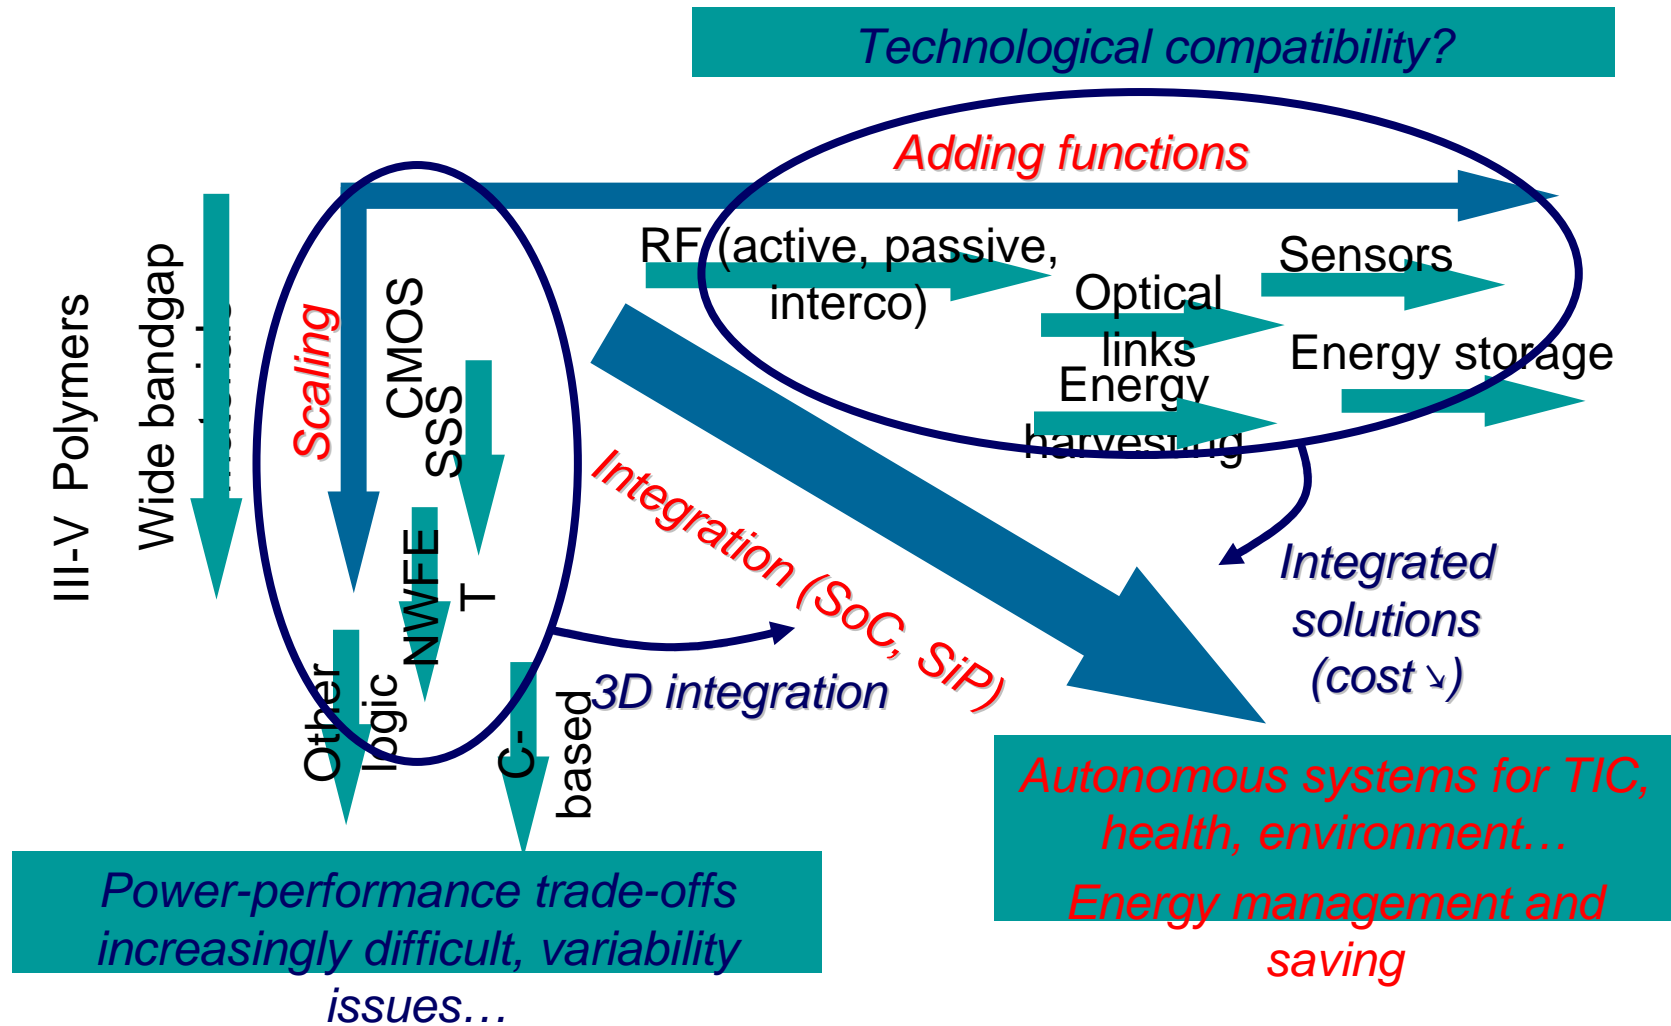 Technological compatibility?
Adding functions
RF (active, passive,
interco)
Optical
links
Sensors
Energy
harvesting
Energy storage
III-V Polymers
Wide bandgap
materials
Scaling
CMOS
SSS
NWFE
T
Other
logic
C-
based
Integration (SoC, SiP)
3D integration
Integrated
solutions
(cost ↘)
Power-performance trade-offs
increasingly difficult, variability
issues…
Autonomous systems for TIC,
health, environment…
Energy management and
saving